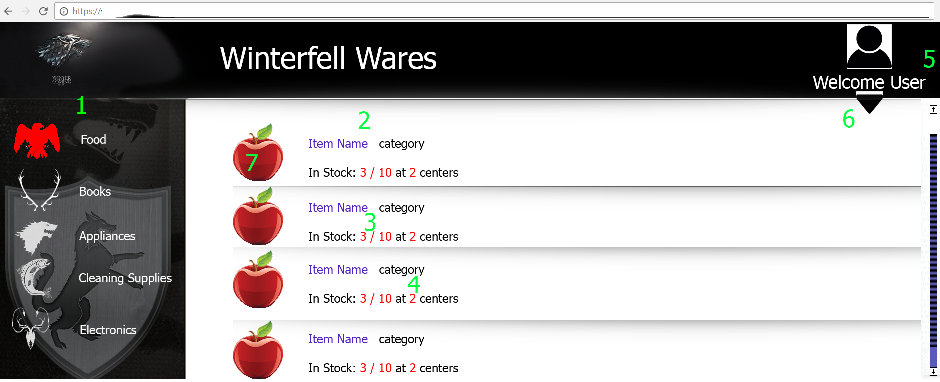 https://
Winterfell Wares
Welcome User
5
6
1
Food
Books
Appliances
Cleaning Supplies
Electronics
2
Item Name category
7
In Stock: 3 / 10 at 2 centers
Item Name category
3
In Stock: 3 / 10 at 2 centers
Item Name category
4
In Stock: 3 / 10 at 2 centers
Item Name category
In Stock: 3 / 10 at 2 centers